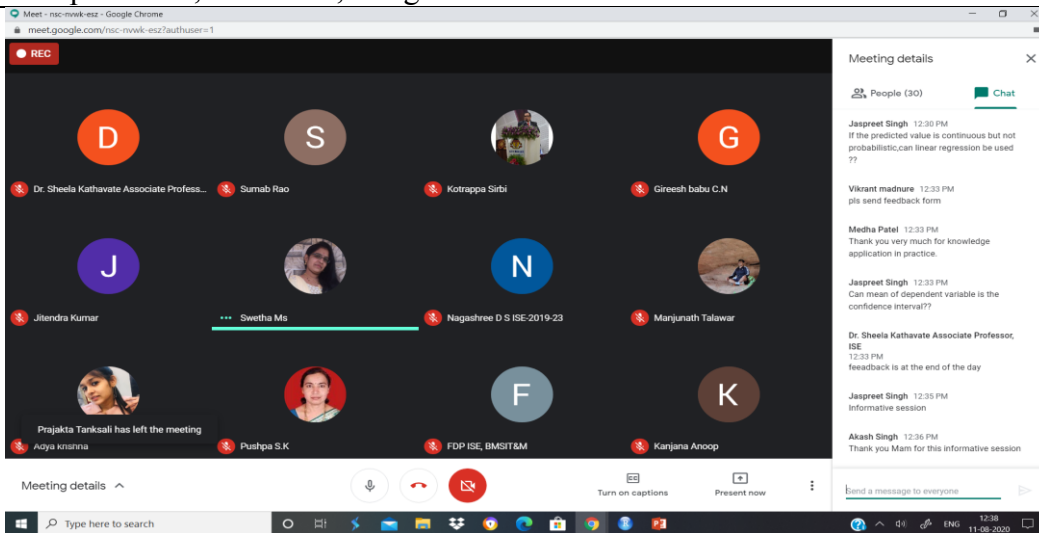 Meet - nsc-nvwk-esz - Google Chrome
meet.google.com/nsc-nvwk-esz?authuser=1
REC
D
S
G
Dr. Sheela Kathavate Associate Profess...
Sumab Rao
Kotrappa Sirbi
Gireesh babu C.N
J
N
Jitendra Kumar
Swetha Ms
Nagashree D S ISE-2019-23
Manjunath Talawar
F
K
Prajakta Tanksali has left the meeting
Adya krishna
Pushpa S.K
FDP ISE, BMSIT&M
Kanjana Anoop
Meeting details
People (30)
Chat
Jaspreet Singh 12:30 PM
If the predicted value is continuous but not
probabilistic,can linear regression be used
??
Vikrant madnure 12:33 PM
pls send feedback form
Medha Patel 12:33 PM
Thank you very much for knowledge
application in practice.
Jaspreet Singh 12:33 PM
Can mean of dependent variable is the
confidence interval??
Dr. Sheela Kathavate Associate Professor,
ISE
12:33 PM
feeadback is at the end of the day
Jaspreet Singh 12:35 PM
Informative session
Akash Singh 12:36 PM
Thank you Mam for this informative session
Send a message to everyone
Meeting details
Turn on captions
Present now
Type here to search
ENG
12:38
11-08-2020